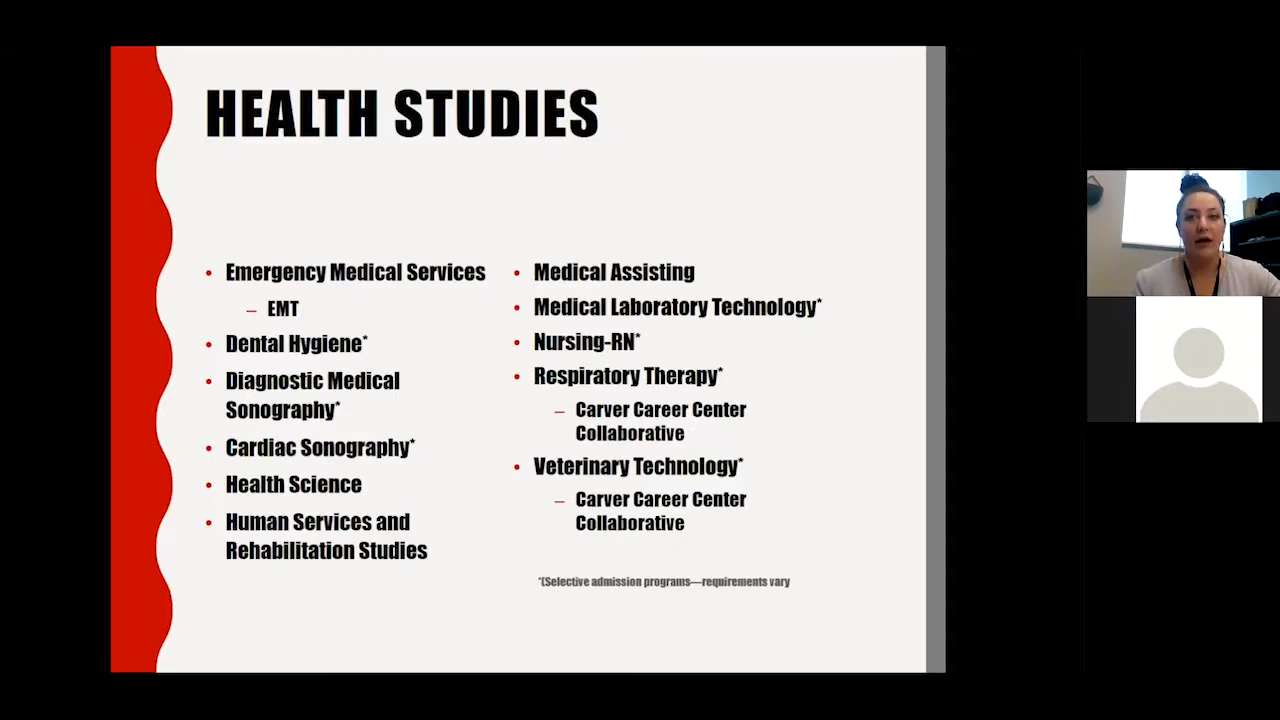 HEALTH STUDIES
• Emergency Medical Services
– EMT
• Dental Hygiene*
• Diagnostic Medical
Sonography*
• Cardiac Sonography*
• Health Science
• Human Services and
Rehabilitation Studies
• Medical Assisting
• Medical Laboratory Technology*
• Nursing-RN*
• Respiratory Therapy*
– Carver Career Center
Collaborative
• Veterinary Technology*
– Carver Career Center
Collaborative
*(Selective admission programs—requirements vary